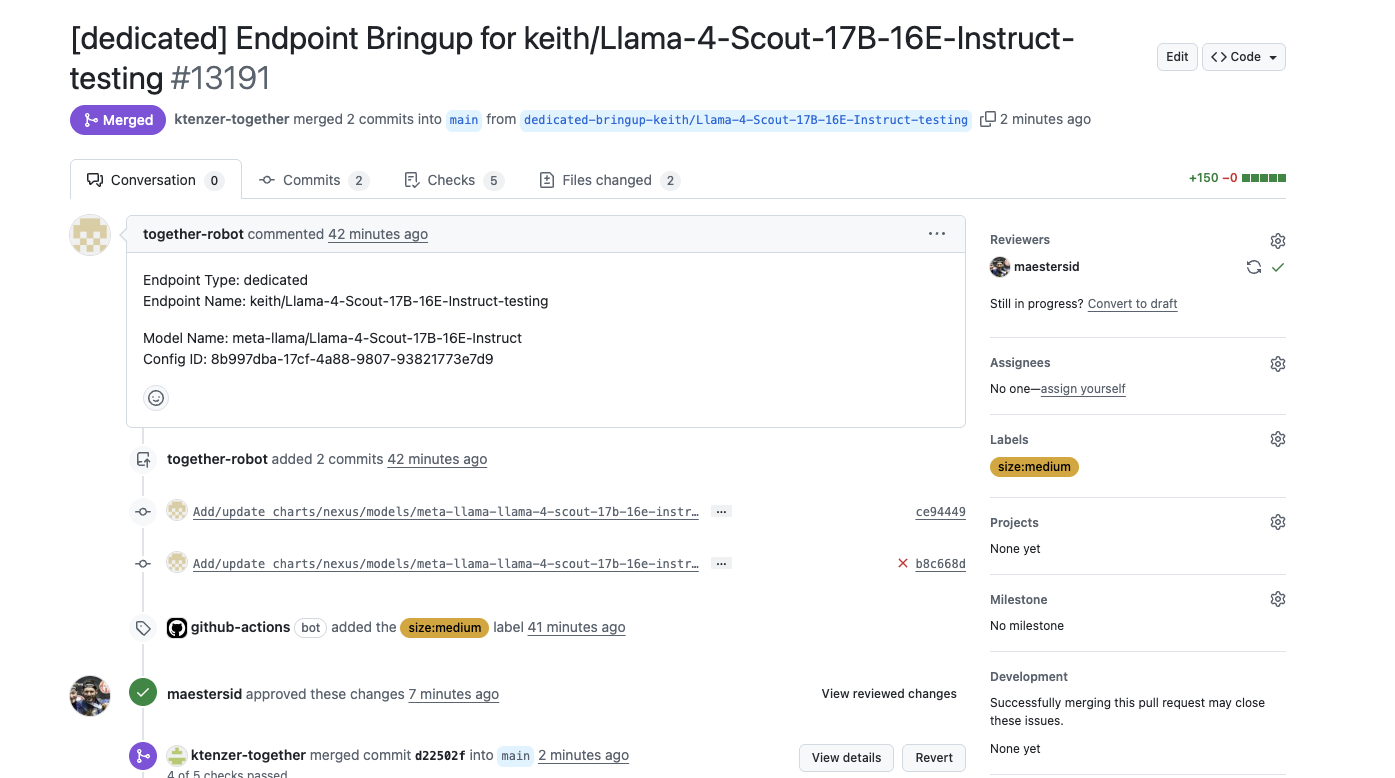 [dedicated] Endpoint Bringup for keith/Llama-4-Scout-17B-16E-Instruct-
testing #13191
Edit
Code
Merged
ktenzer-together merged 2 commits into main from dedicated-bringup-keith/Llama-4-Scout-17B-16E-Instruct-testing 2 minutes ago
Conversation 0
Commits 2
Checks 5
Files changed 2
+150 −0
together-robot commented 42 minutes ago
Endpoint Type: dedicated
Endpoint Name: keith/Llama-4-Scout-17B-16E-Instruct-testing
Model Name: meta-llama/Llama-4-Scout-17B-16E-Instruct
Config ID: 8b997dba-17cf-4a88-9807-93821773e7d9
together-robot added 2 commits 42 minutes ago
Add/update charts/nexus/models/meta-llama-llama-4-scout-17b-16e-instr… ... ce94449
Add/update charts/nexus/models/meta-llama-llama-4-scout-17b-16e-instr… ... b8c668d
github-actions bot added the size:medium label 41 minutes ago
maestersid approved these changes 7 minutes ago
View reviewed changes
ktenzer-together merged commit d22502f into main 2 minutes ago
4 of 5 checks passed
View details
Revert
Reviewers
maestersid
Still in progress? Convert to draft
Assignees
No one—assign yourself
Labels
size:medium
Projects
None yet
Milestone
No milestone
Development
Successfully merging this pull request may close
these issues.
None yet